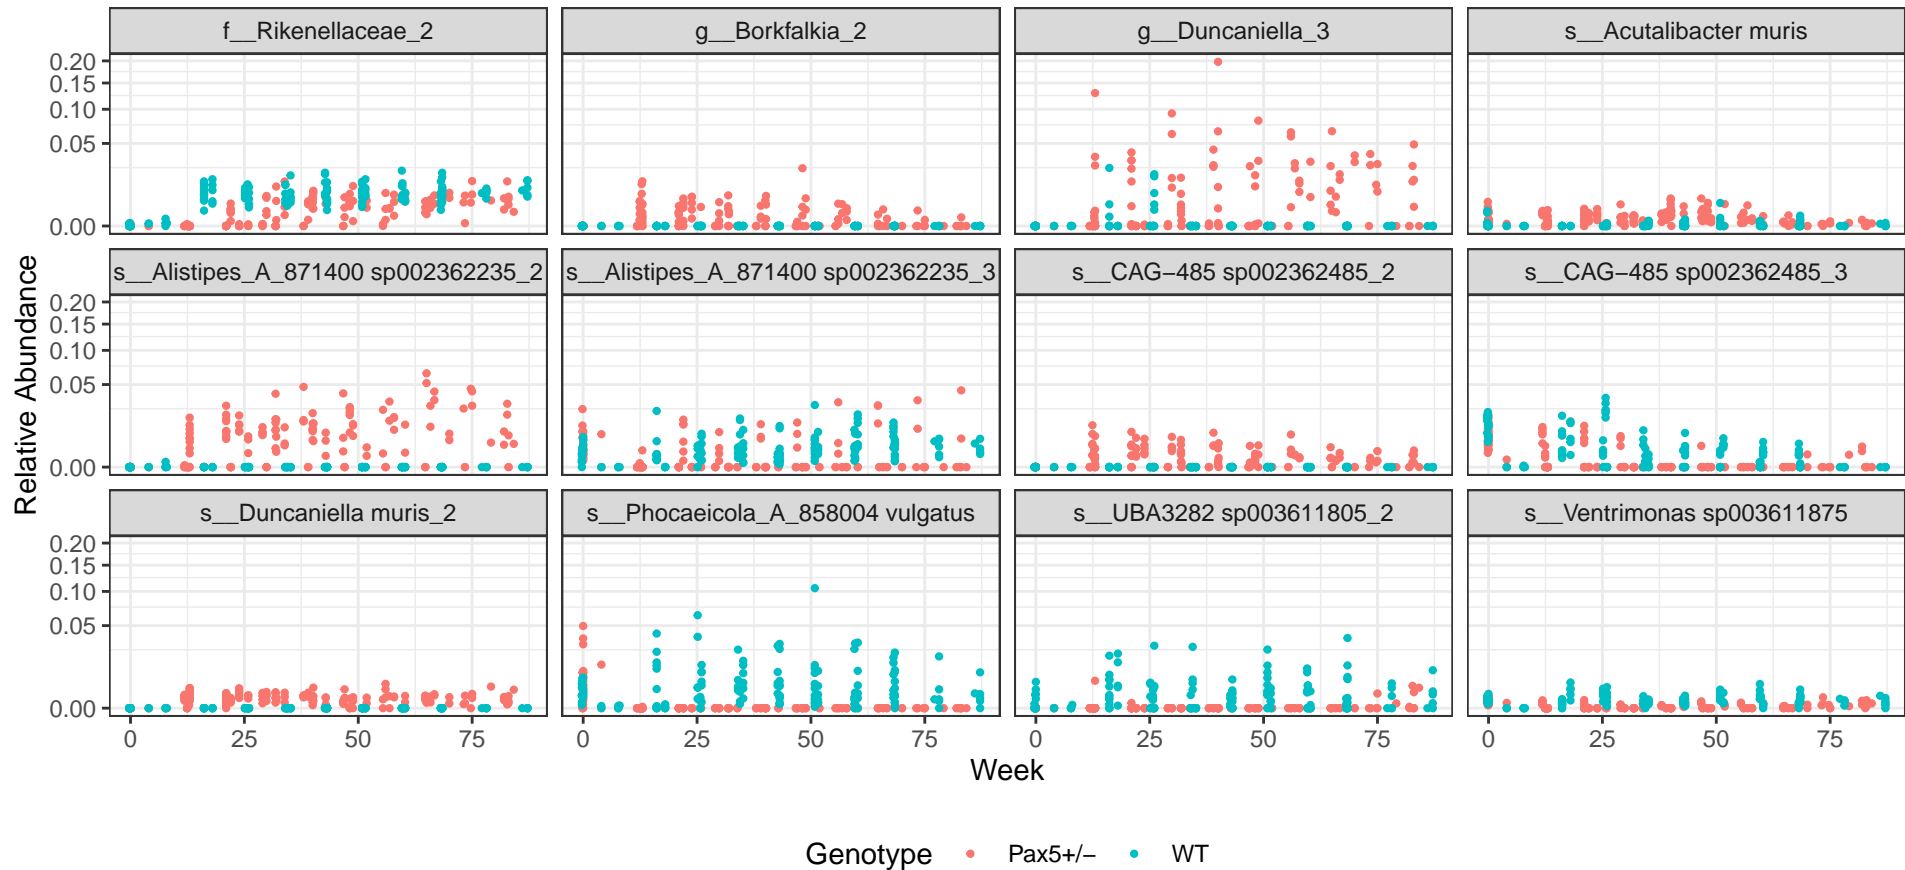 f__Rikenellaceae_2
g__Borkfalkia_2
g__Duncaniella_3
s__Acutalibacter muris
0.20
0.15
0.10
0.05
0.00
s__Alistipes_A_871400 sp002362235_2
s__Alistipes_A_871400 sp002362235_3
s__CAG−485 sp002362485_2
s__CAG−485 sp002362485_3
0.20
0.15
0.10
0.05
0.00
Relative Abundance
s__Duncaniella muris_2
s__Phocaeicola_A_858004 vulgatus
s__UBA3282 sp003611805_2
s__Ventrimonas sp003611875
0.20
0.15
0.10
0.05
0.00
0 25 50 75
0 25 50 75
0 25 50 75
0 25 50 75
Week
Genotype Pax5+/− WT